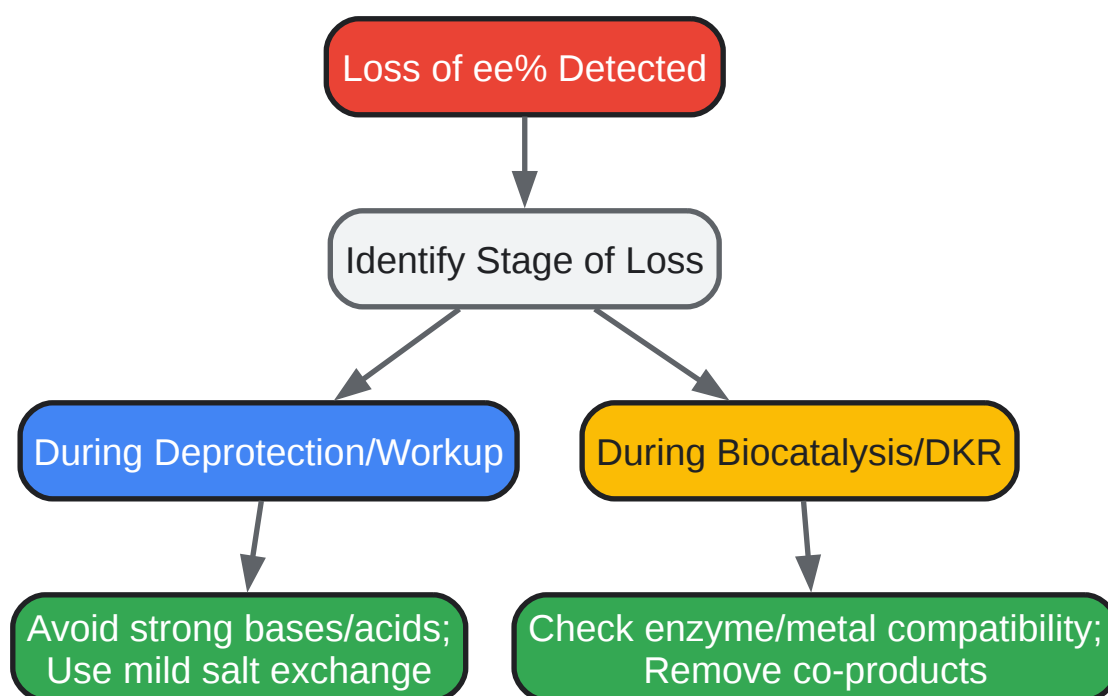 Loss of ee% Detected
Identify Stage of Loss
During Deprotection/Workup
During Biocatalysis/DKR
Avoid strong bases/acids;
Use mild salt exchange
Check enzyme/metal compatibility;
Remove co-products